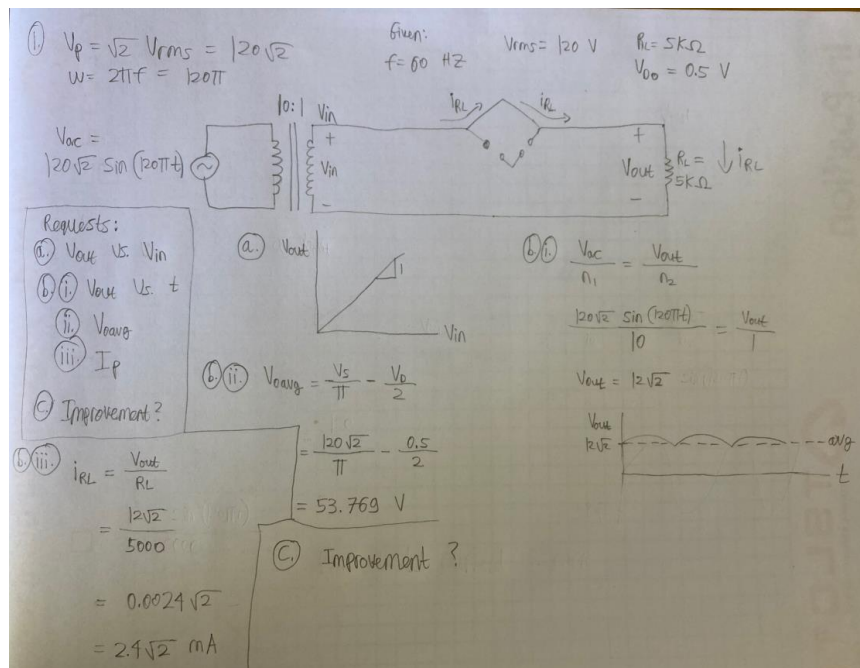 1. Vp = √2 Vrms = 120√2
w = 2πf = 120π
Given:
f = 60 HZ
Vrms = 120 V
RL = 5KΩ
VDo = 0.5 V
Vac =
120√2 sin(120πt)
10:1
Vin
+
Vin
-
iRL
iRL
+
Vout
-
RL =
5KΩ
iRL
Requests:
a. Vout Vs. Vin
b. i. Vout Vs. t
ii. Voavg
iii. Ip
c Improvement?
a. Vout
1
Vin
b. i. Vac/n1 = Vout/n2
120√2 sin(120πt)/10 = Vout/1
Vout = 12√2
Vout
12√2
avg
t
b. ii. Voavg = Vs/π - VD/2
= 120√2/π - 0.5/2
= 53.769 V
b. iii. iRL = Vout/RL
= 12√2/5000
= 0.0024√2
= 2.4√2 mA
c. Improvement ?